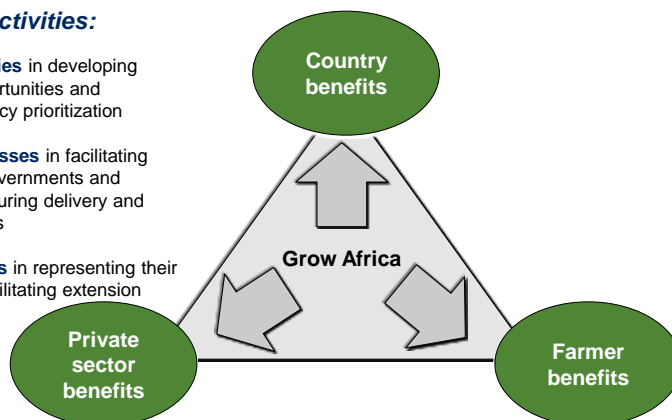 ctivities:
ies in developing
rtunities and
cy prioritization
sses in facilitating
vernments and
uring delivery and
s
s in representing their
ilitating extension
Country
benefits
Grow Africa
Private
sector
benefits
Farmer
benefits